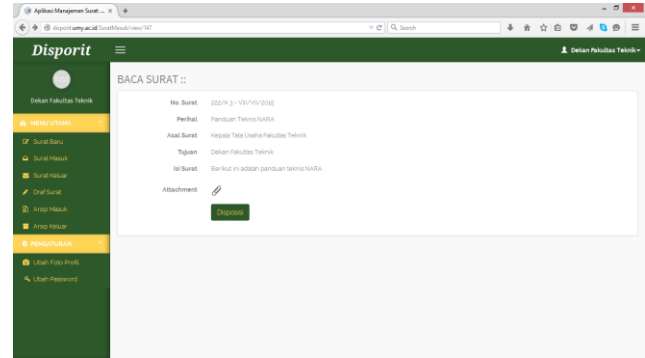 Aplikasi Manajemen Surat: ...
disporit.umy.ac.id/SuratMasuk/view/147
Search
Disporit
Dekan Fakultas Teknik
Dekan Fakultas Teknik
MENU UTAMA
Surat Baru
Surat Masuk
Surat Keluar
Draf Surat
Arsip Masuk
Arsip Keluar
PENGATURAN
Ubah Foto Profil
Ubah Password
BACA SURAT ::
No. Surat 222/A.3 - VII/VII/2015
Perihal Panduan Teknis NARA
Asal Surat Kepala Tata Usaha Fakultas Teknik
Tujuan Dekan Fakultas Teknik
Isi Surat Berikut ini adalah panduan teknis NARA
Attachment
Disposisi